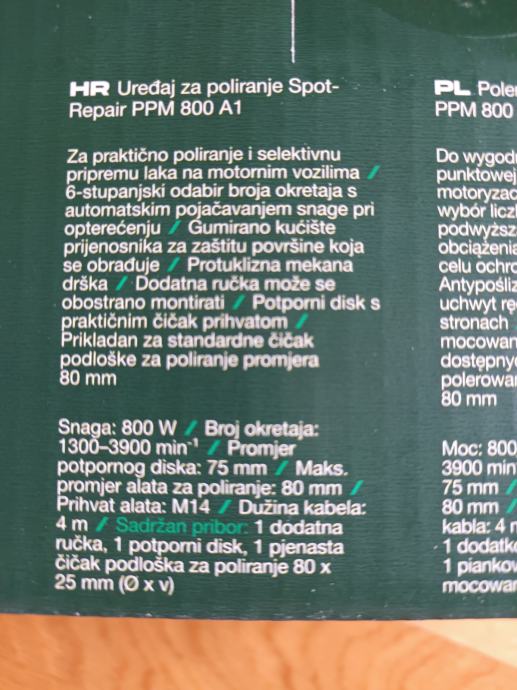 HR Uređaj za poliranje Spot-
Repair PPM 800 A1
Za praktično poliranje i selektivnu
pripremu laka na motornim vozilima /
6-stupanjski odabir broja okretaja s
automatskim pojačavanjem snage pri
opterećenju / Gumirano kućište
prijenosnika za zaštitu površine koja
se obrađuje / Protuklizna mekana
drška / Dodatna ručka može se
obostrano montirati / Potporni disk s
praktičnim čičak prihvatom /
Prikladan za standardne čičak
podloške za poliranje promjera
80 mm
Snaga: 800 W / Broj okretaja:
1300–3900 min⁻¹ / Promjer
potpornog diska: 75 mm / Maks.
promjer alata za poliranje: 80 mm /
Prihvat alata: M14 / Dužina kabela:
4 m / Sadržan pribor: 1 dodatna
ručka, 1 potporni disk, 1 pjenasta
čičak podloška za poliranje 80 x
25 mm (Ø x v)
PL Poler
PPM 800
Do wygodn
punktowej
motoryzac
wybór liczb
podwyższ
obciążenia
celu ochro
Antypośliz
uchwyt rę
stronach
mocowan
dostępny
polerowan
80 mm
Moc: 800
3900 min
75 mm /
80 mm /
kabla: 4 m
1 dodatko
1 piankow
mocowan